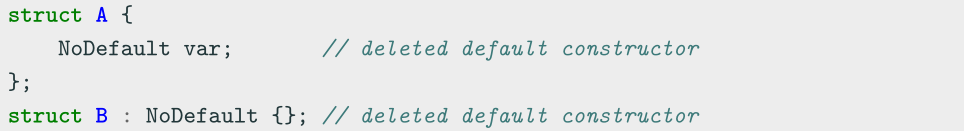 struct A {
    NoDefault var;        // deleted default constructor
};
struct B : NoDefault {}; // deleted default constructor